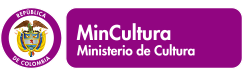 REPÚBLICA
DE COLOMBIA
MinCultura
Ministerio de Cultura